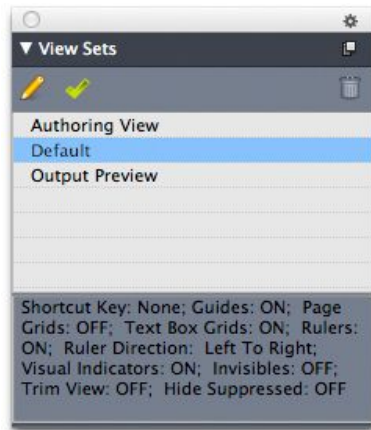 View Sets
Authoring View
Default
Output Preview
Shortcut Key: None; Guides: ON; Page
Grids: OFF; Text Box Grids: ON; Rulers:
ON; Ruler Direction: Left To Right;
Visual Indicators: ON; Invisibles: OFF;
Trim View: OFF; Hide Suppressed: OFF